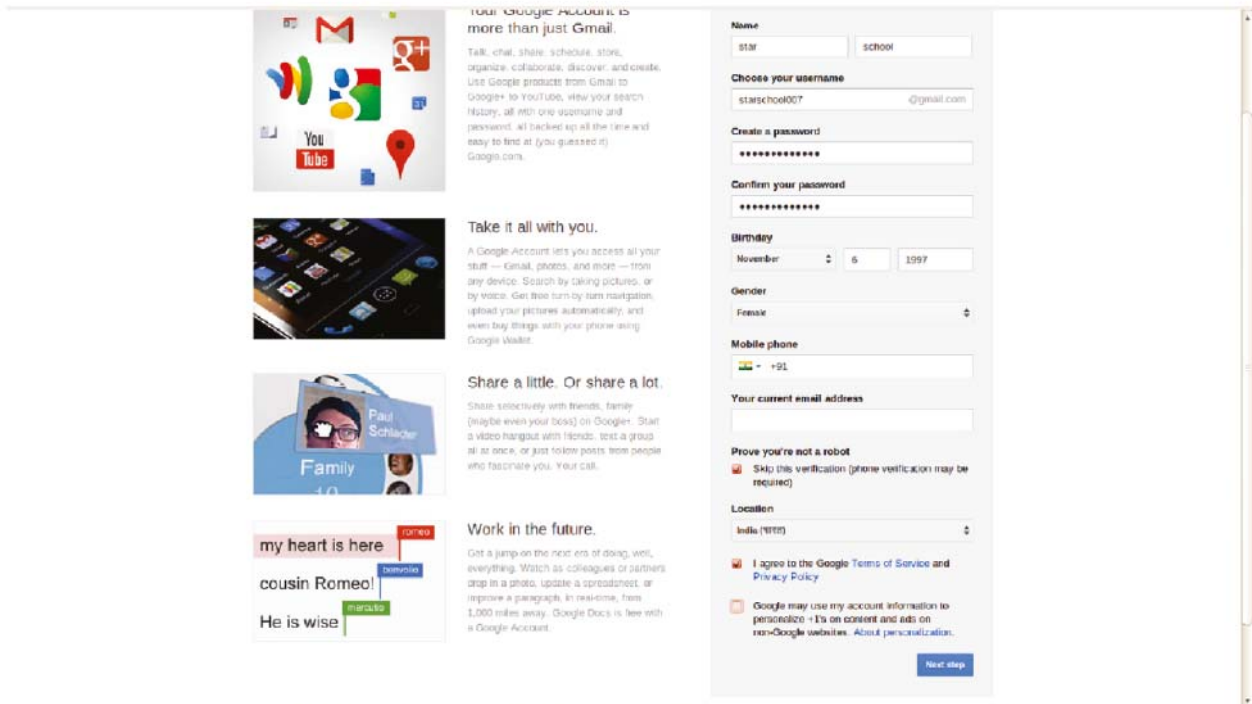 Your Google Account is
more than just Gmail.
Talk, chat, share, schedule, store,
organize, collaborate, discover, and create.
Use Google products from Gmail to
Google+ to YouTube, view your search
history, all with one username and
password, all backed up all the time and
easy to find at (you guessed it)
Google.com.
g+
You
Tube
Take it all with you.
A Google Account lets you access all your
stuff — Gmail, photos, and more — from
any device. Search by taking pictures, or
by voice. Get free turn-by-turn navigation,
upload your pictures automatically, and
even buy things with your phone using
Google Wallet.
Share a little. Or share a lot.
Share selectively with friends, family
(maybe even your boss) on Google+. Start
a video hangout with friends, text a group
all at once, or just follow posts from people
who fascinate you. Your call.
Paul
Schlacter
Family
10
Work in the future.
Get a jump on the next era of doing, well,
everything. Watch as colleagues or partners
drop in a photo, update a spreadsheet, or
improve a paragraph, in real-time, from
1,000 miles away. Google Docs is free with
a Google Account.
romeo
my heart is here
benvolio
cousin Romeo!
mercutio
He is wise
Name
star school
Choose your username
starschool007 @gmail.com
Create a password
•••••••••••••
Confirm your password
•••••••••••••
Birthday
November 6 1997
Gender
Female
Mobile phone
+91
Your current email address
Prove you're not a robot
Skip this verification (phone verification may be
required)
Location
India (भारत)
I agree to the Google Terms of Service and
Privacy Policy
Google may use my account information to
personalize +1's on content and ads on
non-Google websites. About personalization.
Next step